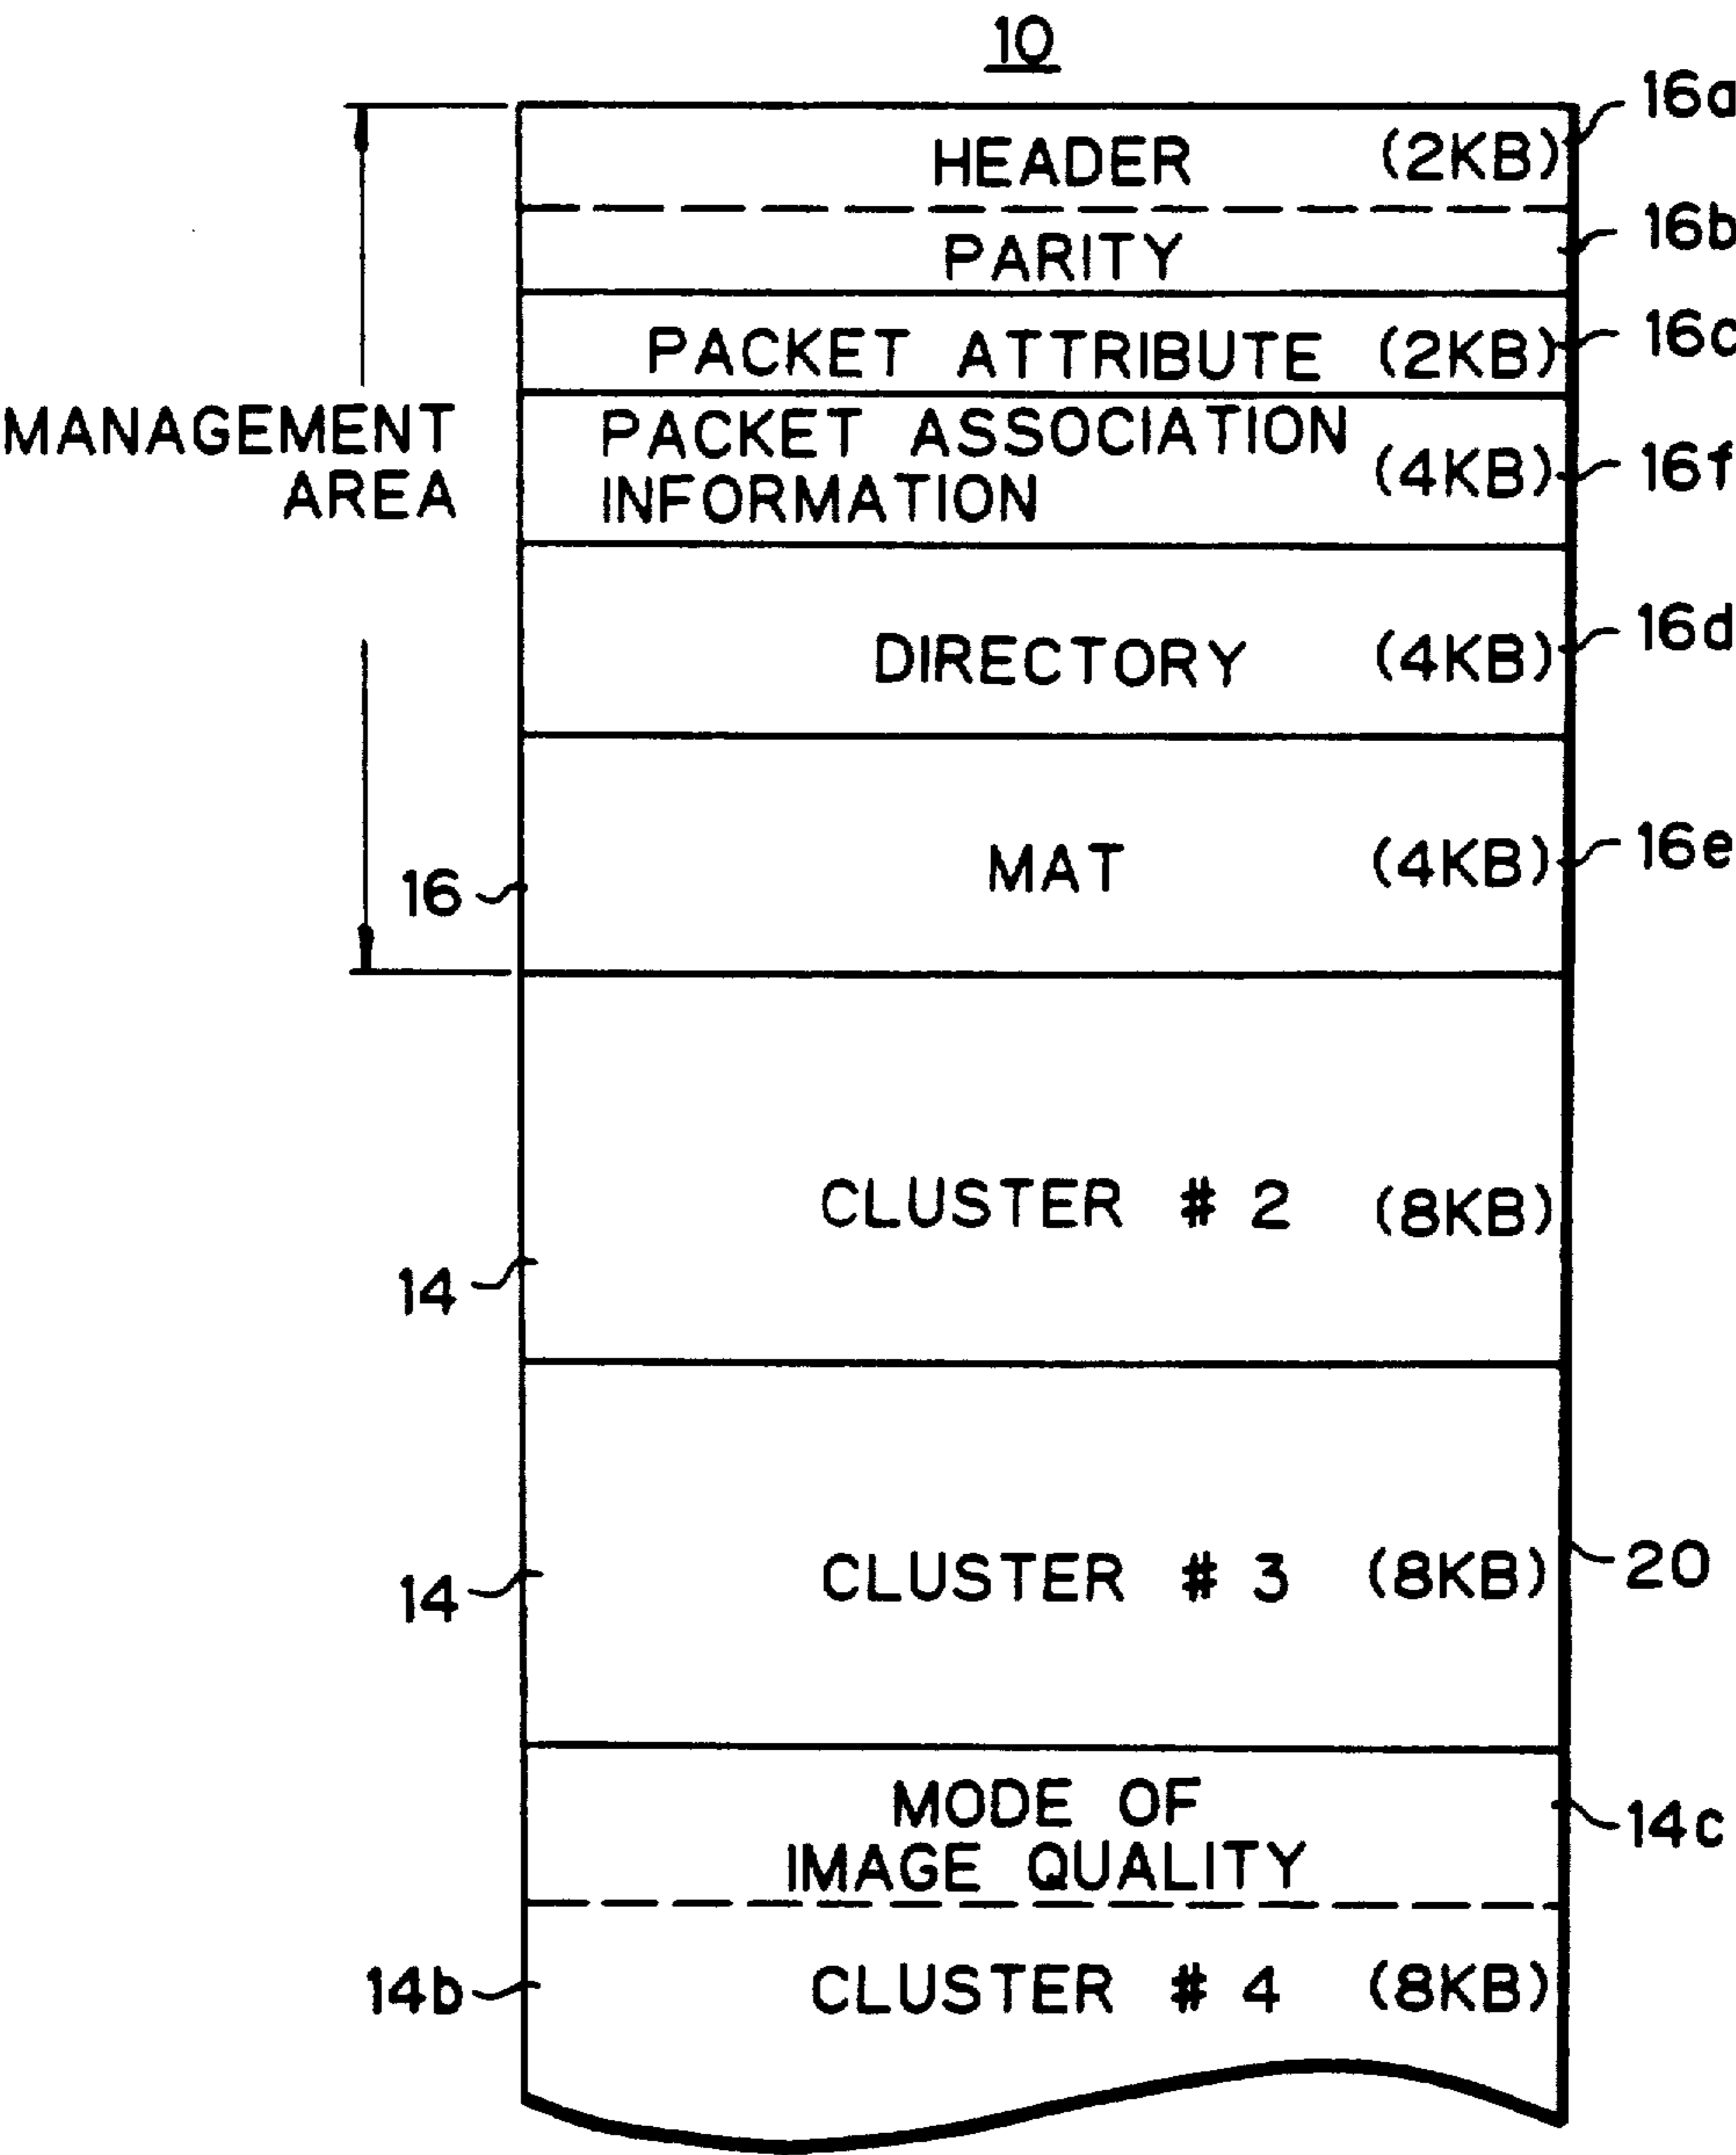 10
HEADER (2KB) 16a
PARITY 16b
PACKET ATTRIBUTE (2KB) 16c
MANAGEMENT
AREA
PACKET ASSOCIATION
INFORMATION (4KB) 16f
DIRECTORY (4KB) 16d
16 MAT (4KB) 16e
CLUSTER # 2 (8KB)
14
14 CLUSTER # 3 (8KB) 20
MODE OF
IMAGE QUALITY 14c
14b CLUSTER # 4 (8KB)